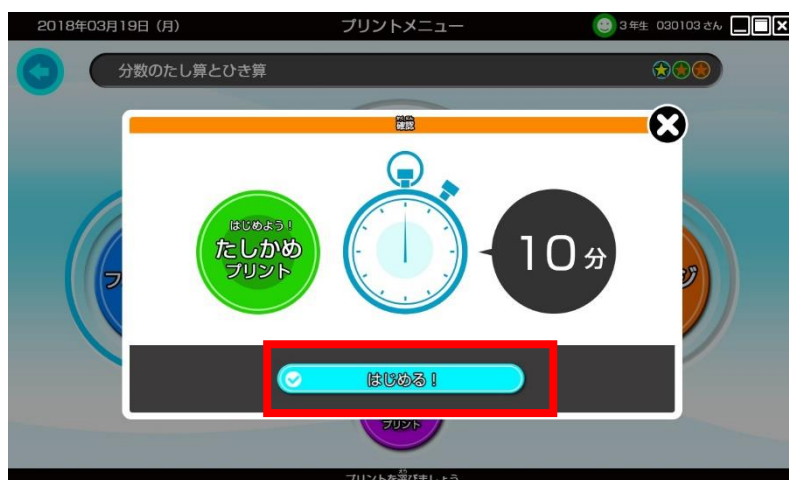 2018年03月19日（月）
プリントメニュー
3年生 030103さん
分数のたし算とひき算
かくにん
確認
はじめよう！
たしかめ
プリント
10分
はじめる！
プリント
プリントを選びましょう